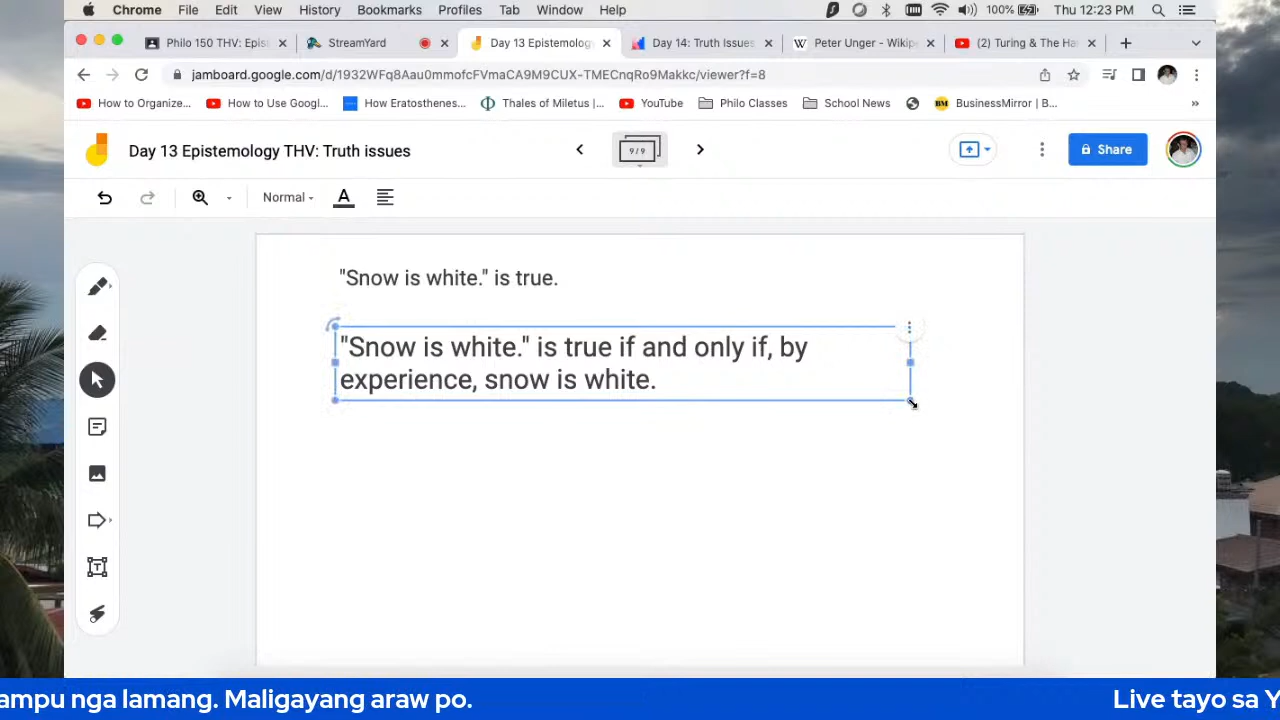 Chrome File Edit View History Bookmarks Profiles Tab Window Help 100% Thu 12:23 PM
Philo 150 THV: Epis StreamYard Day 13 Epistemology Day 14: Truth Issues Peter Unger - Wikip (2) Turing & The Ha
jamboard.google.com/d/1932WFq8Aau0mmofcFVmaCA9M9CUX-TMECnqRo9Makkc/viewer?f=8
How to Organize... How to Use Googl... How Eratosthenes... Thales of Miletus |... YouTube Philo Classes School News BM BusinessMirror | B... »
Day 13 Epistemology THV: Truth issues 9/9 Share
Normal A
"Snow is white." is true.
"Snow is white." is true if and only if, by
experience, snow is white.
T
ampu nga lamang. Maligayang araw po. Live tayo sa Y